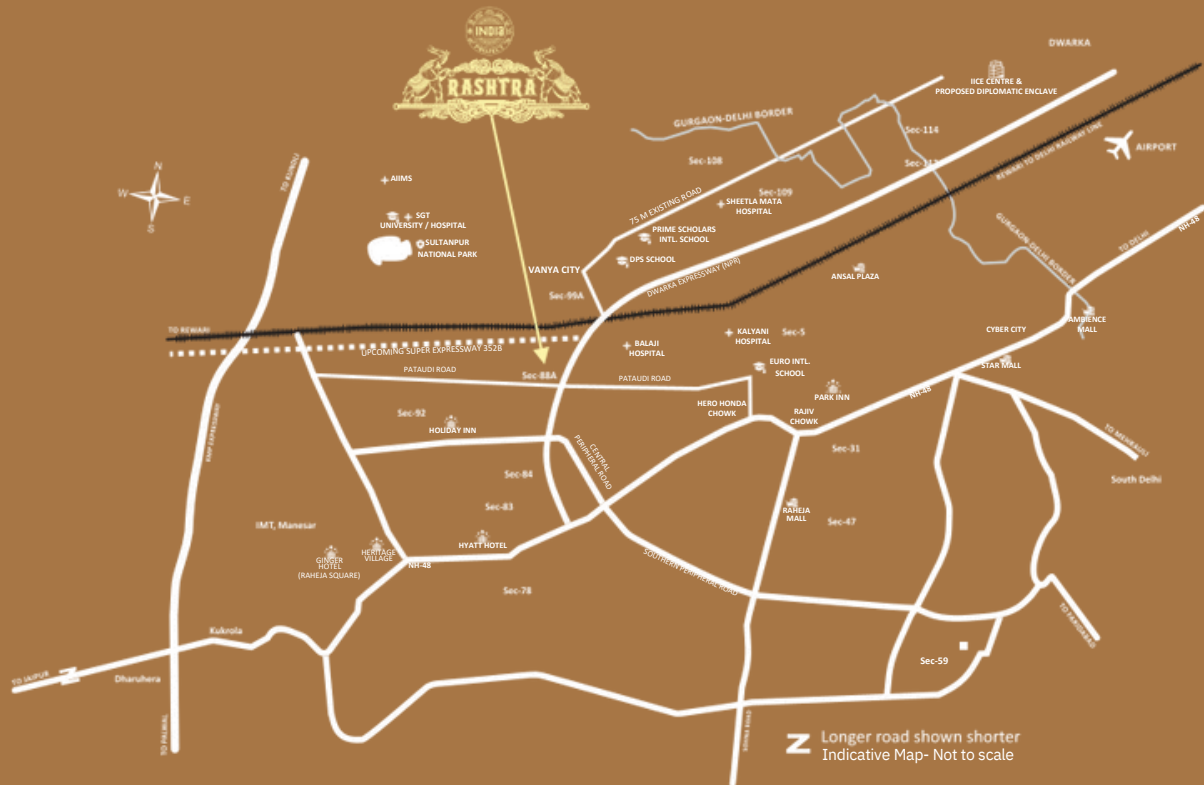 INDIA
PROJECT
RASHTRA
DWARKA
IICE CENTRE &
PROPOSED DIPLOMATIC ENCLAVE
GURGAON-DELHI BORDER
Sec-114
Sec-108
REWARI TO DELHI RAILWAY LINE
AIRPORT
N
W
E
S
TO KUNDLI
AIIMS
75 M EXISTING ROAD
Sec-109
SHEETLA MATA
HOSPITAL
SGT
UNIVERSITY / HOSPITAL
PRIME SCHOLARS
INTL. SCHOOL
NH-48
GURGAON-DELHI BORDER
TO DELHI
SULTANPUR
NATIONAL PARK
DPS SCHOOL
VANYA CITY
DWARKA EXPRESSWAY (NPR)
ANSAL PLAZA
Sec-99A
TO REWARI
UPCOMING SUPER EXPRESSWAY 352B
BALAJI
HOSPITAL
KALYANI
HOSPITAL
Sec-5
CYBER CITY
AMBIENCE
MALL
STAR MALL
EURO INTL.
SCHOOL
PATAUDI ROAD
Sec-88A
PATAUDI ROAD
PARK INN
NH-48
HERO HONDA
CHOWK
RAJIV
CHOWK
Sec-92
HOLIDAY INN
KMP EXPRESSWAY
CENTRAL
PERIPHERAL ROAD
Sec-31
TO MEHRAULI
South Delhi
Sec-84
Sec-83
RAHEJA
MALL
Sec-47
IMT, Manesar
GINGER
HOTEL
(RAHEJA SQUARE)
HERITAGE
VILLAGE
HYATT HOTEL
NH-48
SOUTHERN PERIPHERAL ROAD
Sec-78
TO FARIDABAD
Kukrola
Sec-59
TO JAIPUR
Dharuhera
TO PALWAL
SOHNA ROAD
Longer road shown shorter
Indicative Map- Not to scale